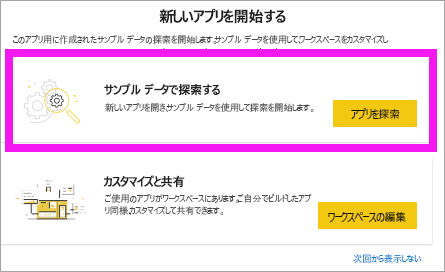 新しいアプリを開始する
このアプリ用に作成されたサンプル データの探索を開始します。サンプル データを使用してワークスペースをカスタマイズし
サンプル データで探索する
新しいアプリを開きサンプル データを使用して探索を開始します。
アプリを探索
カスタマイズと共有
ご使用のアプリがワークスペースにあります。ご自分でビルドしたアプ
リ同様、カスタマイズして共有できます。
ワークスペースの編集
次回から表示しない